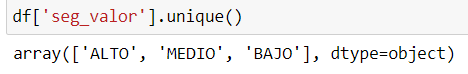 df['seg_valor'].unique()
array(['ALTO', 'MEDIO', 'BAJO'], dtype=object)